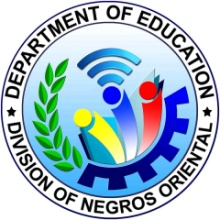 DEPARTMENT OF EDUCATION
DIVISION OF NEGROS ORIENTAL